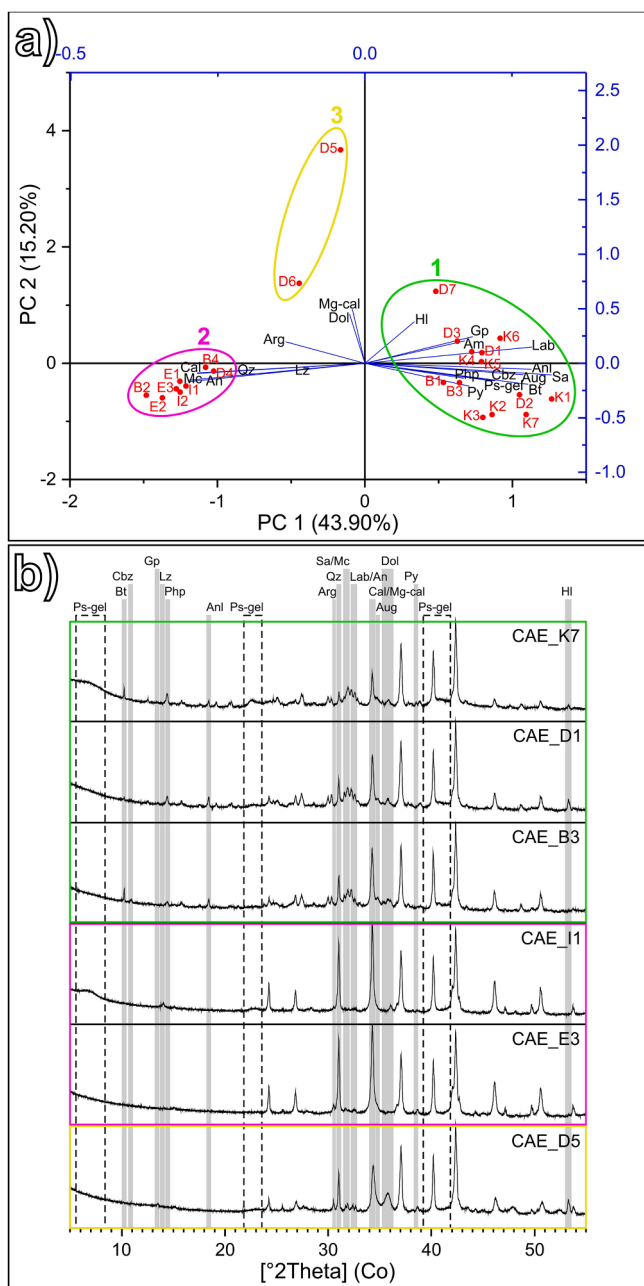 a)
-0.5 0.0
3
4 D5 2.5
2.0
2 D6 1 1.5
D7 1.0
Mg-cal
Dol Hl Gp K6 0.5
Arg D3 Am D1 Lab
2 B4 K4 K5
0 Cal Qz Lz Anl 0.0
E1 Mc D4 Php Cbz Aug Sa
B2 E3 An I1 B1 B3 Ps-gel Bt
E2 I2 Py D2 K1
K3 K2 K7 -0.5
-2 -1.0
-2 -1 0 1
PC 1 (43.90%)
PC 2 (15.20%)
b)
Gp Sa/Mc Dol
Cbz Lz Qz Lab/An Py
Bt Php Anl Ps-gel Arg Cal/Mg-cal Hl
Ps-gel Aug Ps-gel
CAE_K7
CAE_D1
CAE_B3
CAE_I1
CAE_E3
CAE_D5
10 20 30 40 50
[°2Theta] (Co)